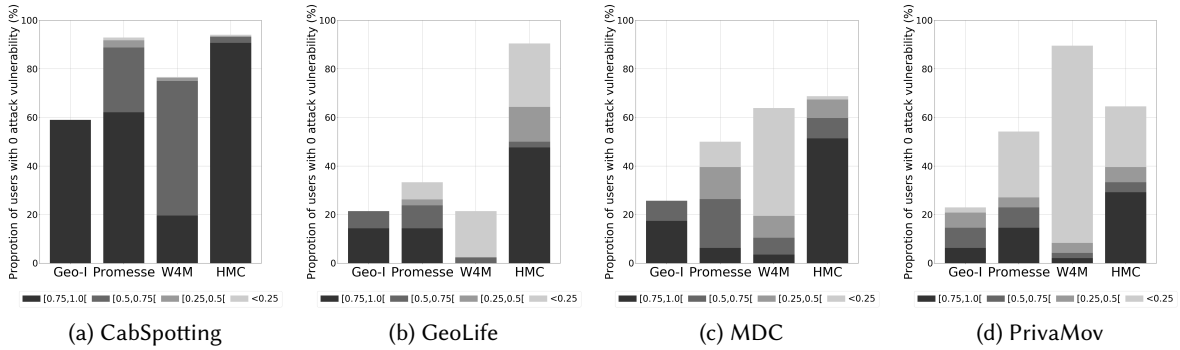 Proprotion of users with 0 attack vulnerability (%)
100
80
60
40
20
0
Geo-I Promesse W4M HMC
[0.75,1.0[ [0.5,0.75[ [0.25,0.5[ <0.25
(a) CabSpotting
Proprotion of users with 0 attack vulnerability (%)
100
80
60
40
20
0
Geo-I Promesse W4M HMC
[0.75,1.0[ [0.5,0.75[ [0.25,0.5[ <0.25
(b) GeoLife
Proprotion of users with 0 attack vulnerability (%)
100
80
60
40
20
0
Geo-I Promesse W4M HMC
[0.75,1.0[ [0.5,0.75[ [0.25,0.5[ <0.25
(c) MDC
Proprotion of users with 0 attack vulnerability (%)
100
80
60
40
20
0
Geo-I Promesse W4M HMC
[0.75,1.0[ [0.5,0.75[ [0.25,0.5[ <0.25
(d) PrivaMov